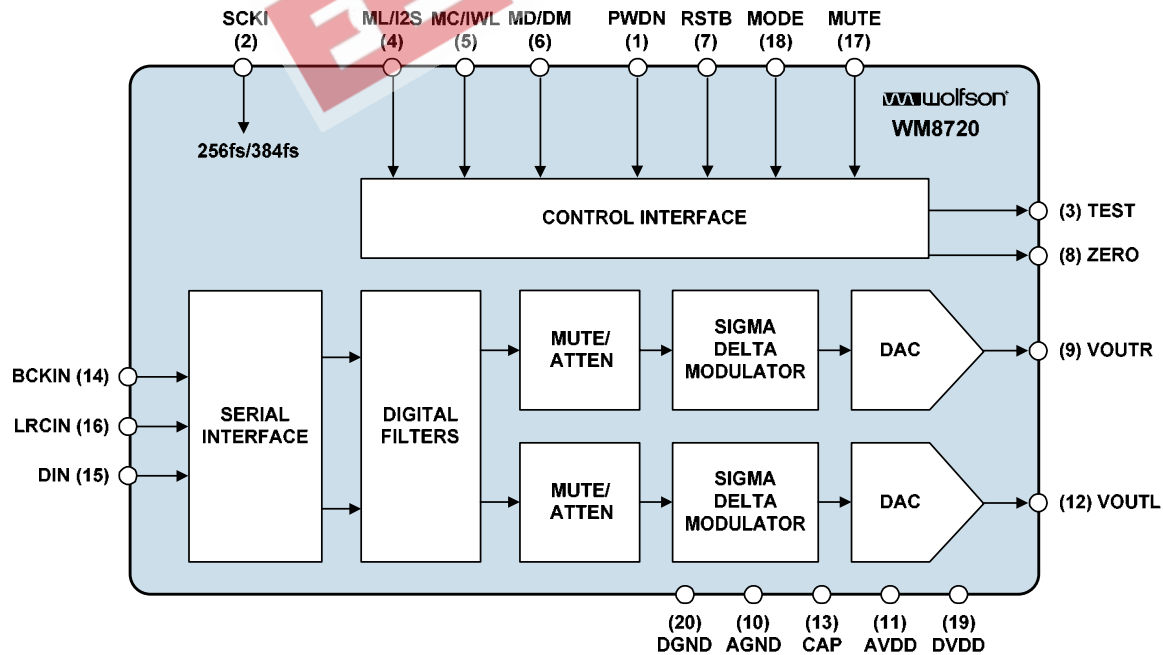 SCKI ML/I2S MC/IWL MD/DM PWDN RSTB MODE MUTE
(2) (4) (5) (6) (1) (7) (18) (17)
wolfson
WM8720
256fs/384fs
CONTROL INTERFACE
(3) TEST
(8) ZERO
BCKIN (14)
LRCIN (16)
DIN (15)
SERIAL
INTERFACE
DIGITAL
FILTERS
MUTE/
ATTEN
SIGMA
DELTA
MODULATOR
DAC
(9) VOUTR
MUTE/
ATTEN
SIGMA
DELTA
MODULATOR
DAC
(12) VOUTL
(20) (10) (13) (11) (19)
DGND AGND CAP AVDD DVDD